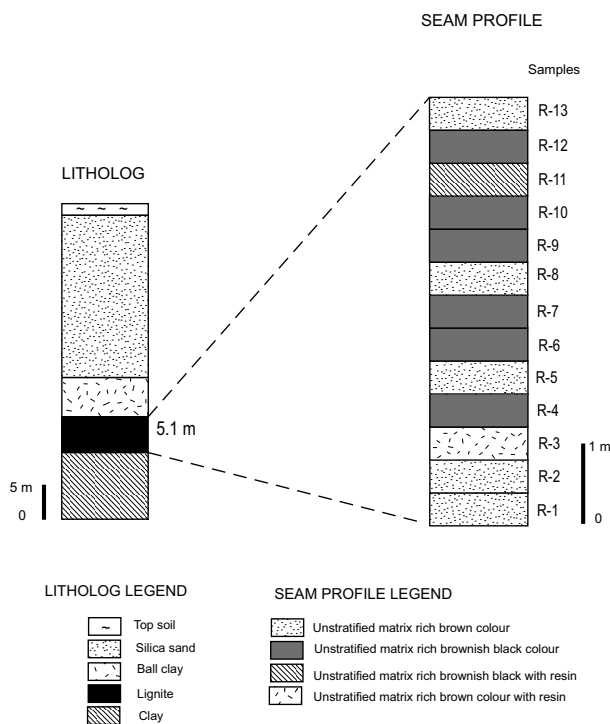 SEAM PROFILE
Samples
R-13
R-12
R-11
R-10
R-9
R-8
R-7
R-6
R-5
R-4
R-3
R-2
R-1
1 m
0
LITHOLOG
5.1 m
5 m
0
LITHOLOG LEGEND
Top soil
Silica sand
Ball clay
Lignite
Clay
SEAM PROFILE LEGEND
Unstratified matrix rich brown colour
Unstratified matrix rich brownish black colour
Unstratified matrix rich brownish black with resin
Unstratified matrix rich brown colour with resin